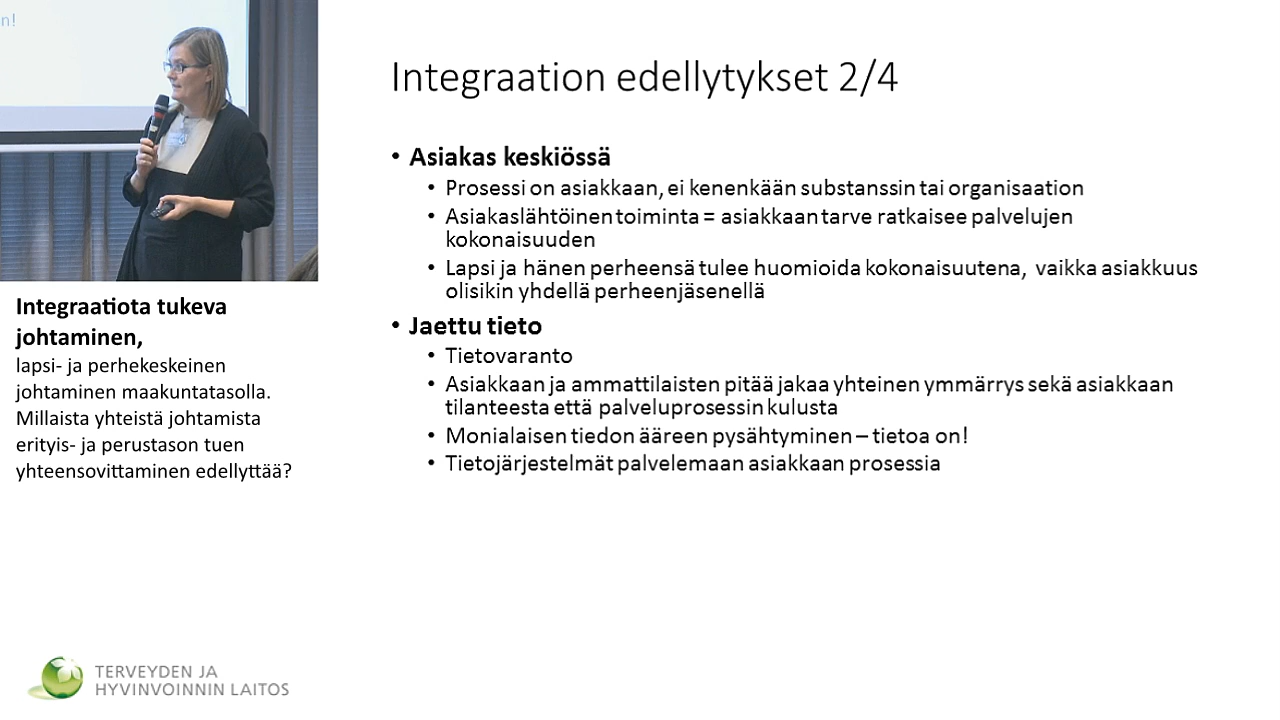 n!
Integraation edellytykset 2/4
• Asiakas keskiössä
• Prosessi on asiakkaan, ei kenenkään substanssin tai organisaation
• Asiakaslähtöinen toiminta = asiakkaan tarve ratkaisee palvelujen
kokonaisuuden
• Lapsi ja hänen perheensä tulee huomioida kokonaisuutena, vaikka asiakkuus
olisikin yhdellä perheenjäsenellä
• Jaettu tieto
• Tietovaranto
• Asiakkaan ja ammattilaisten pitää jakaa yhteinen ymmärrys sekä asiakkaan
tilanteesta että palveluprosessin kulusta
• Monialaisen tiedon ääreen pysähtyminen – tietoa on!
• Tietojärjestelmät palvelemaan asiakkaan prosessia
Integraatiota tukeva
johtaminen,
lapsi- ja perhekeskeinen
johtaminen maakuntatasolla.
Millaista yhteistä johtamista
erityis- ja perustason tuen
yhteensovittaminen edellyttää?
TERVEYDEN JA
HYVINVOINNIN LAITOS